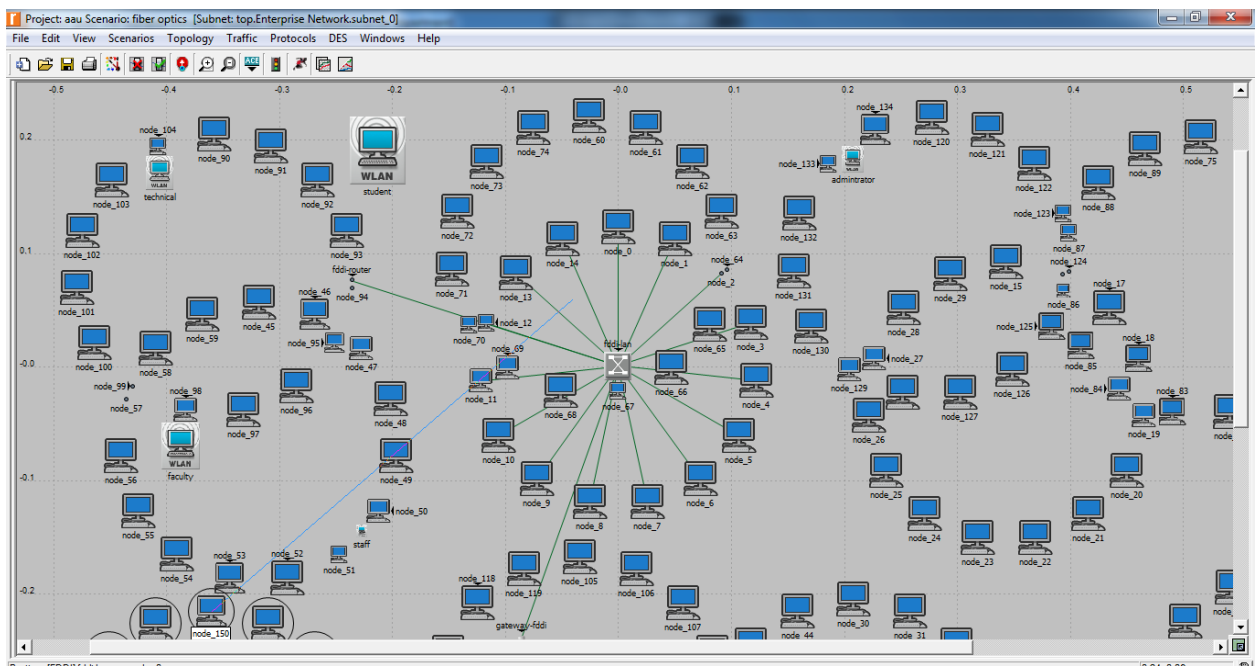 Project: aau Scenario: fiber optics [Subnet: top.Enterprise Network.subnet_0]
File Edit View Scenarios Topology Traffic Protocols DES Windows Help
-0.5 -0.4 -0.3 -0.2 -0.1 -0.0 0.1 0.2 0.3 0.4 0.5
node_134
node_104
0.2
node_90
node_60
node_120
node_74 node_61
node_121
node_91
node_89
node_75
node_133
WLAN
student
WLAN
admintrator
node_73
node_62
node_122
WLAN
technical
node_103
node_92
node_88
node_123
node_72
node_63
node_132
node_87
node_102
node_93
0.1
node_14
node_0
node_1
node_64
node_124
fddi-router
node_13
node_2
node_15
node_71
node_131
node_46
node_94
node_29
node_86
node_17
node_101
node_45
node_59
node_12
node_70
node_65
node_3
node_28
node_125
node_18
node_95
node_69
fddi-lan
node_130
node_27
node_100
node_58
node_47
-0.0
node_85
node_129
node_99
node_98
node_11
node_66
node_126
node_84
node_83
node_57
node_96
node_68
node_67
node_4
node_127
node_97
node_48
node_26
node_19
WLAN
faculty
node_10
node_5
node_56
node_49
-0.1
node_9
node_6
node_25
node_20
node_55
node_50
node_8
node_7
node_24
node_21
staff
node_53
node_52
node_51
node_23
node_22
node_54
node_118
node_105
node_119
node_106
-0.2
gateway-fddi
node_107
node_150
node_44
node_30
node_31